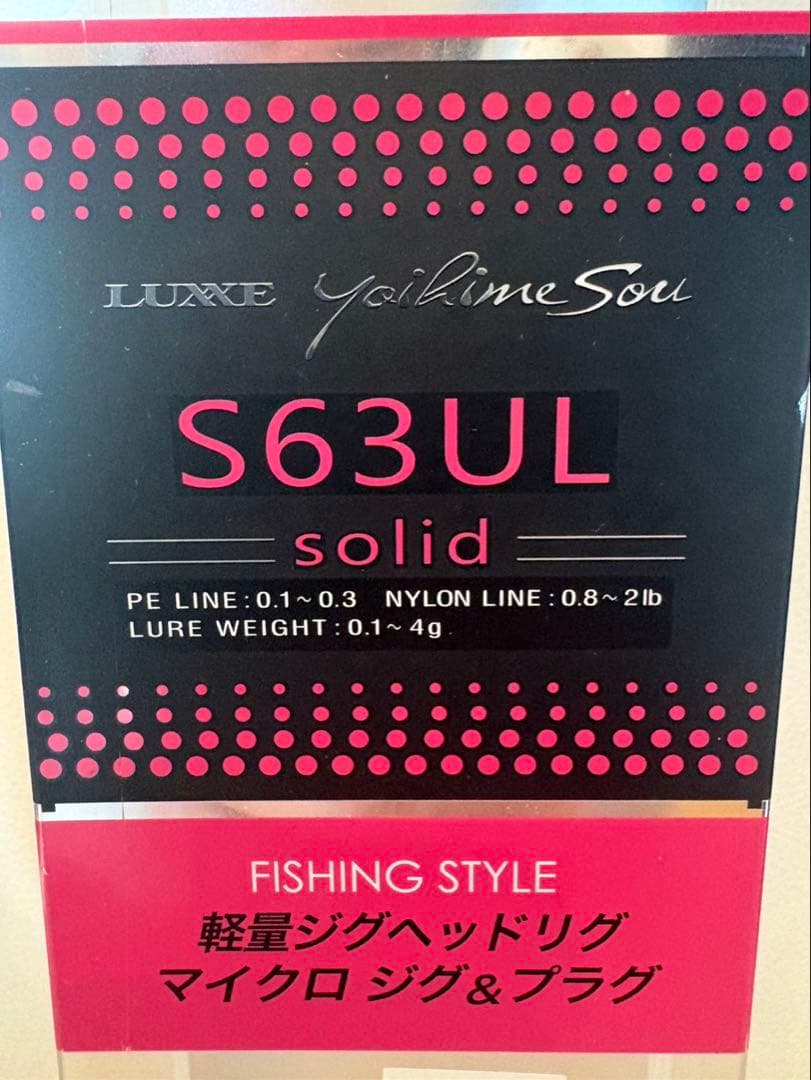 LUXXE yoihime Sou
S63UL
solid
PE LINE:0.1~0.3 NYLON LINE:0.8~2lb
LURE WEIGHT:0.1~4g
FISHING STYLE
軽量ジグヘッドリグ
マイクロ ジグ&プラグ